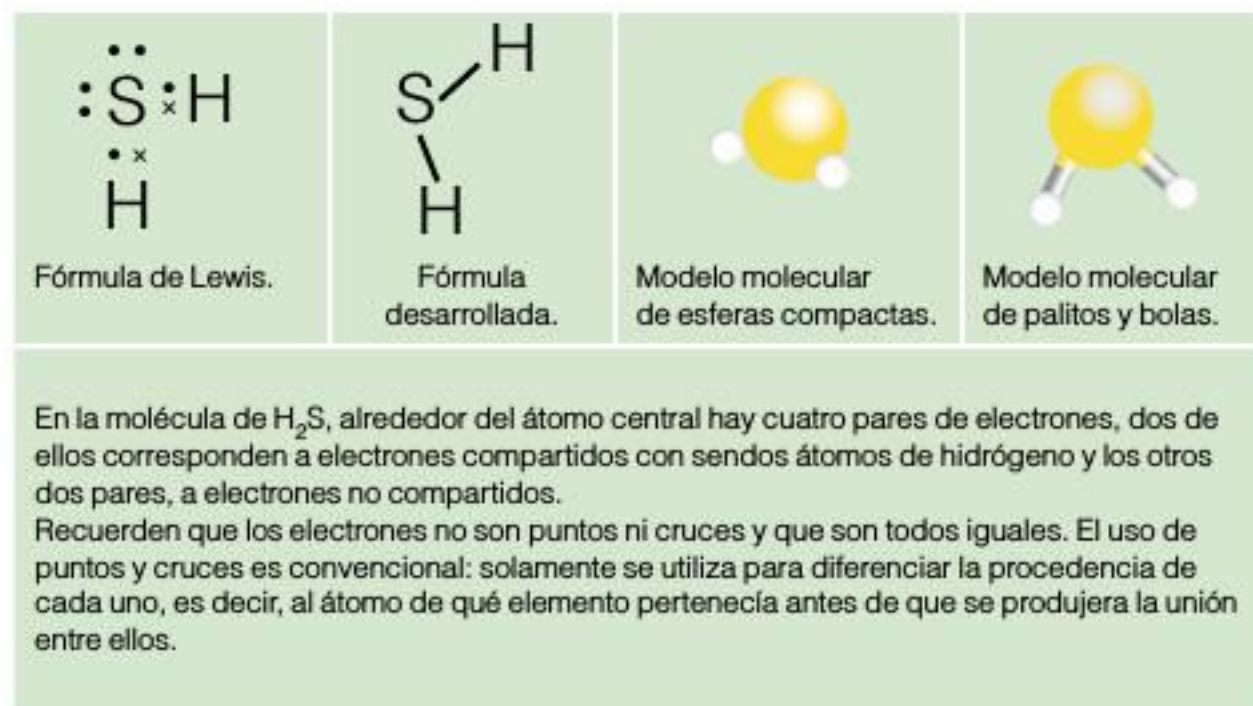 :S:×H
H
S
H
H
Fórmula de Lewis.
Fórmula
desarrollada.
Modelo molecular
de esferas compactas.
Modelo molecular
de palitos y bolas.
En la molécula de H₂S, alrededor del átomo central hay cuatro pares de electrones, dos de
ellos corresponden a electrones compartidos con sendos átomos de hidrógeno y los otros
dos pares, a electrones no compartidos.
Recuerden que los electrones no son puntos ni cruces y que son todos iguales. El uso de
puntos y cruces es convencional: solamente se utiliza para diferenciar la procedencia de
cada uno, es decir, al átomo de qué elemento pertenecía antes de que se produjera la unión
entre ellos.